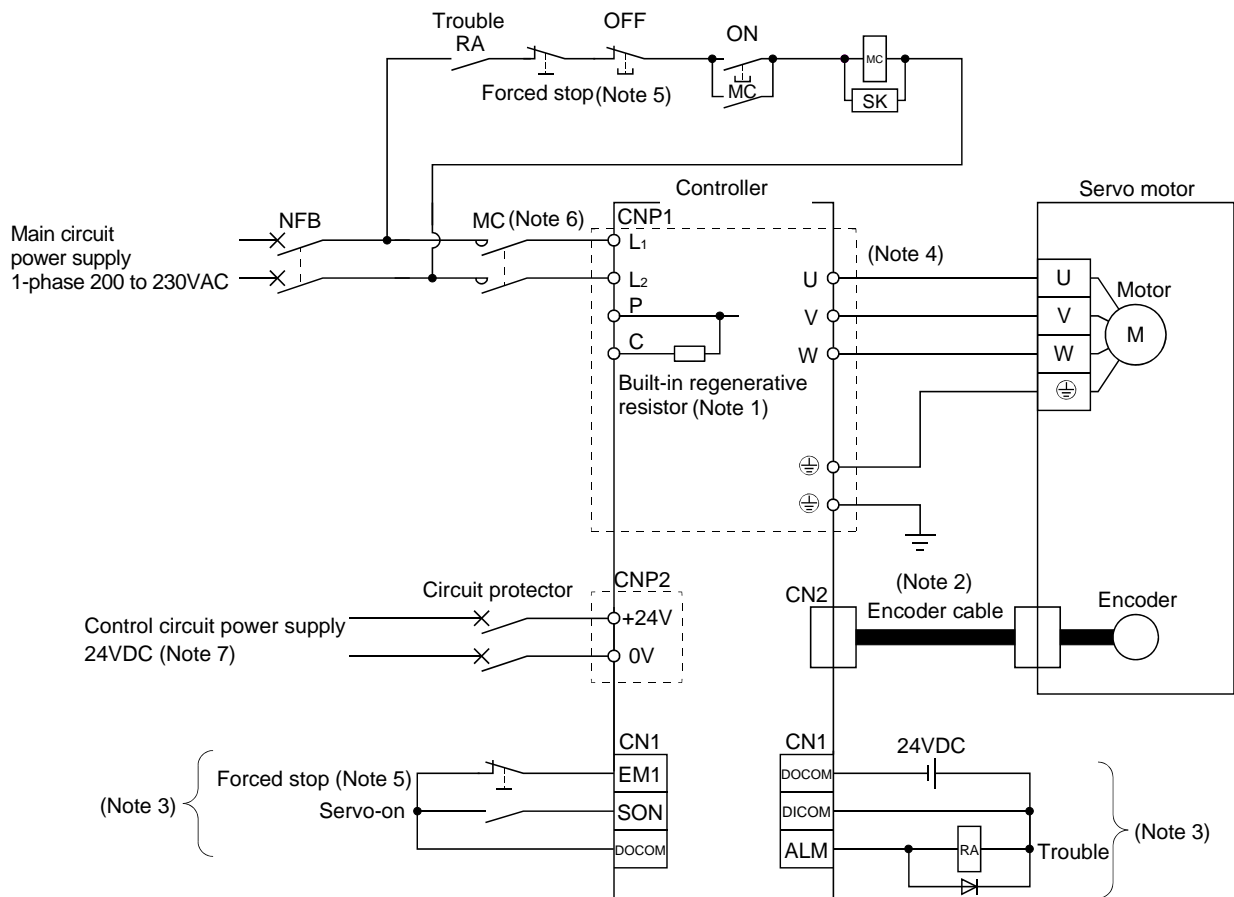 Trouble
RA
OFF
ON
MC
Forced stop (Note 5)
MC
SK
Controller
Servo motor
NFB
MC (Note 6)
CNP1
Main circuit
power supply
1-phase 200 to 230VAC
L1
L2
P
C
Built-in regenerative
resistor (Note 1)
(Note 4)
U
V
W
U
V
W
Motor
M
Circuit protector
CNP2
Control circuit power supply
24VDC (Note 7)
+24V
0V
CN2
(Note 2)
Encoder cable
Encoder
(Note 3)
Forced stop (Note 5)
Servo-on
CN1
EM1
SON
DOCOM
CN1
DOCOM
DICOM
ALM
24VDC
RA
Trouble
(Note 3)